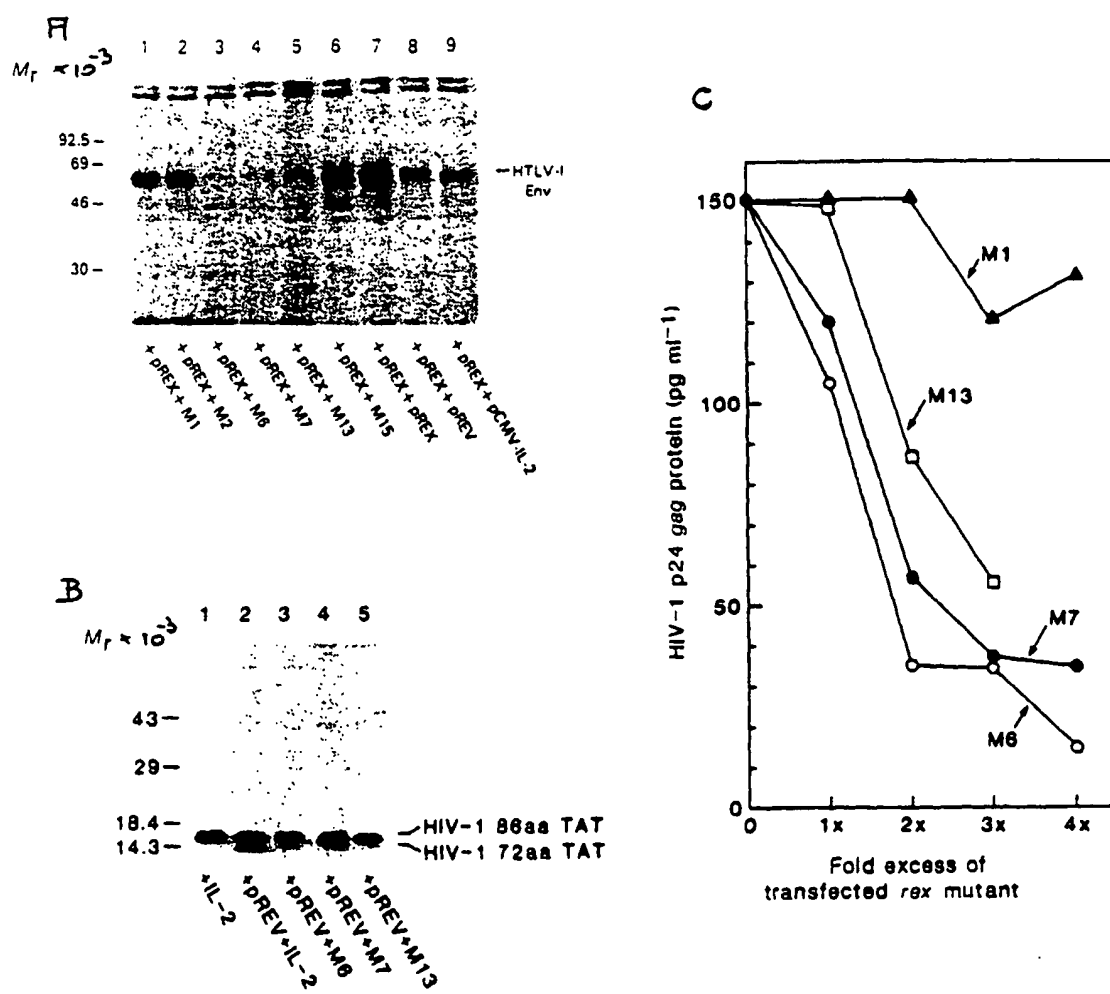 A
1 2 3 4 5 6 7 8 9
Mr × 10-3
92.5 –
69 –
46 –
30 –
– HTLV-I
Env
+ pREX + M1
+ pREX + M2
+ pREX + M6
+ pREX + M7
+ pREX + M13
+ pREX + M15
+ pREX + pREX
+ pREX + pREV
+ pREX + pCMV-IL-2
B
1 2 3 4 5
Mr × 10-3
43 –
29 –
18.4 –
14.3 –
HIV-1 86aa TAT
HIV-1 72aa TAT
+IL-2
+pREV+IL-2
+pREV+M6
+pREV+M7
+pREV+M13
C
HIV-1 p24 gag protein (pg ml-1)
150
100
50
0
M1
M13
M7
M6
0 1x 2x 3x 4x
Fold excess of
transfected rex mutant